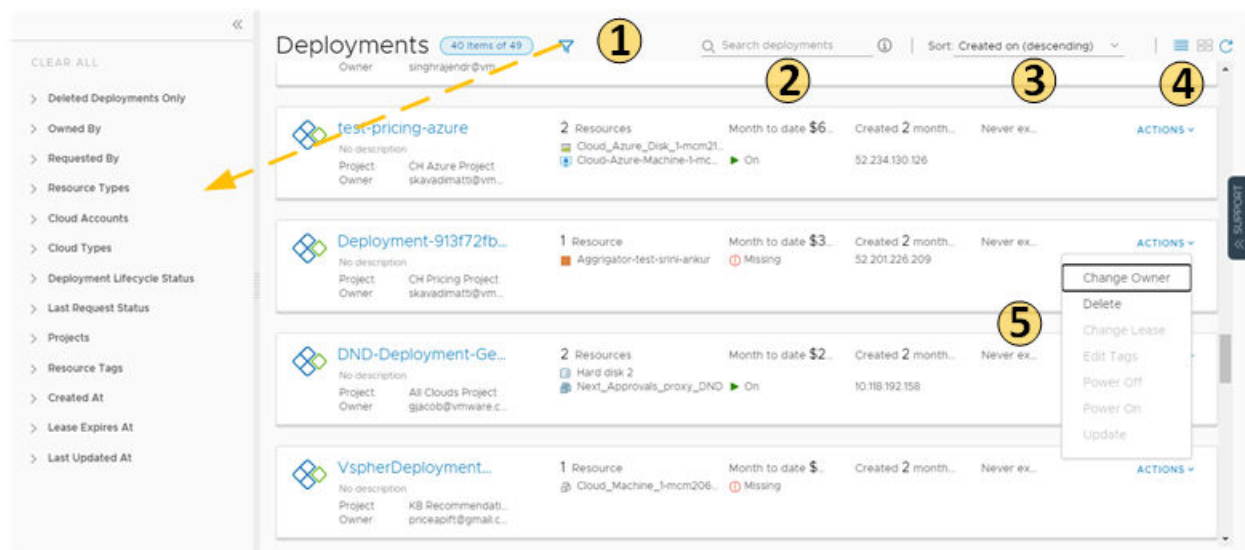 «
CLEAR ALL
> Deleted Deployments Only
> Owned By
> Requested By
> Resource Types
> Cloud Accounts
> Cloud Types
> Deployment Lifecycle Status
> Last Request Status
> Projects
> Resource Tags
> Created At
> Lease Expires At
> Last Updated At
Deployments 40 Items of 49 1 Search deployments Sort: Created on (descending)
2 3 4
Owner singhrajendr@vm...
test-pricing-azure 2 Resources Month to date $6... Created 2 month... Never ex... ACTIONS
No description Cloud_Azure_Disk_1-mcm21...
Cloud-Azure-Machine-1-mc... On 52.234.130.126
Project CH Azure Project
Owner skavadimatti@vm...
Deployment-913f72fb... 1 Resource Month to date $3... Created 2 month... Never ex... ACTIONS
No description Aggrigator-test-srini-ankur Missing 52.201.226.209
Project CH Pricing Project
Owner skavadimatti@vm...
Change Owner
Delete
Change Lease
Edit Tags
Power Off
Power On
Update
5
DND-Deployment-Ge... 2 Resources Month to date $2... Created 2 month... Never ex...
No description Hard disk 2
Next_Approvals_proxy_DND On 10.118.192.158
Project All Clouds Project
Owner gjacob@vmware.c...
VspherDeployment... 1 Resource Month to date $... Created 2 month... Never ex... ACTIONS
No description Cloud_Machine_1-mcm206... Missing
Project KB Recommendati...
Owner priceapift@gmail.c...
SUPPORT